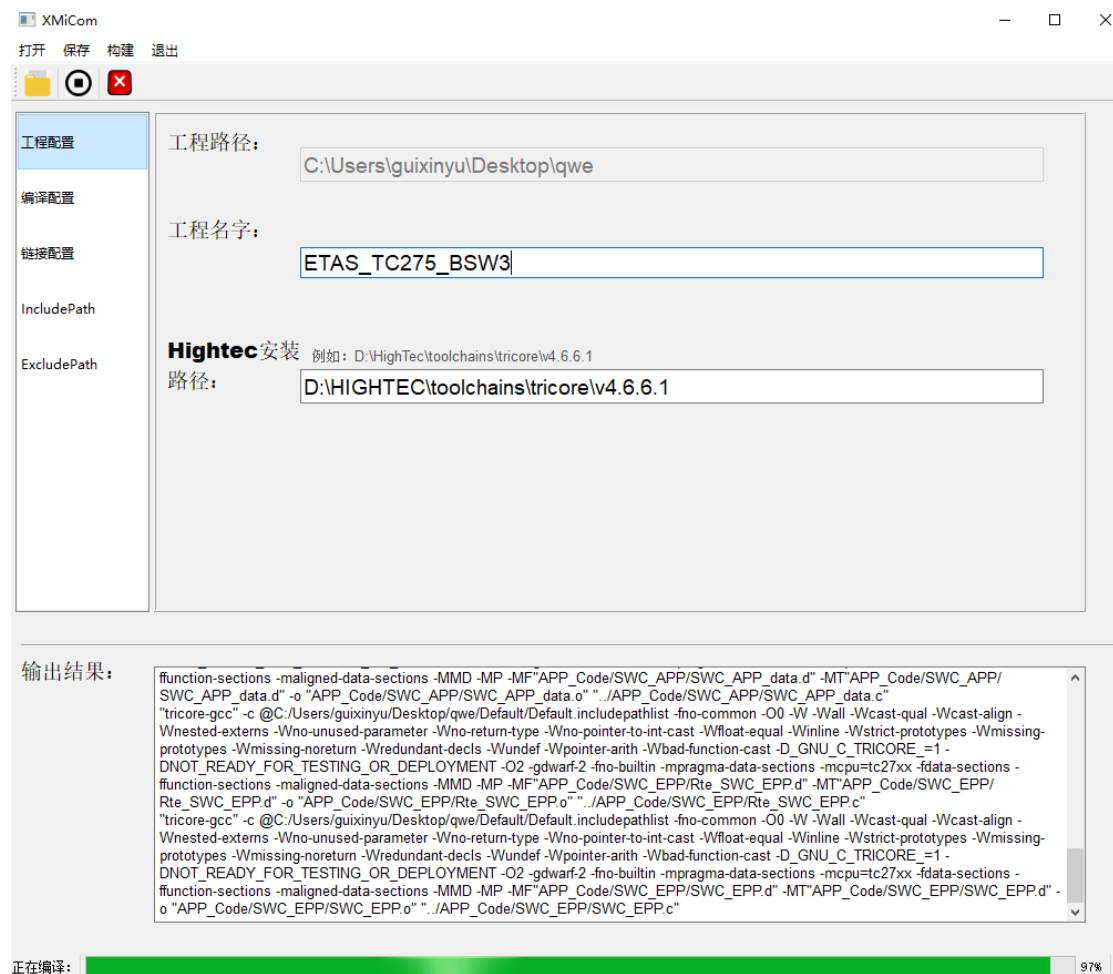 XMiCom
打开 保存 构建 退出
工程配置
编译配置
链接配置
IncludePath
ExcludePath
工程路径：
C:\Users\guixinyu\Desktop\qwe
工程名字：
ETAS_TC275_BSW3
Hightec安装
路径：
例如：D:\HighTec\toolchains\tricore\v4.6.6.1
D:\HIGHTEC\toolchains\tricore\v4.6.6.1
输出结果：
ffunction-sections -maligned-data-sections -MMD -MP -MF"APP_Code/SWC_APP/SWC_APP_data.d" -MT"APP_Code/SWC_APP/
SWC_APP_data.d" -o "APP_Code/SWC_APP/SWC_APP_data.o" "../APP_Code/SWC_APP/SWC_APP_data.c"
"tricore-gcc" -c @C:/Users/guixinyu/Desktop/qwe/Default/Default.includepathlist -fno-common -O0 -W -Wall -Wcast-qual -Wcast-align -
Wnested-externs -Wno-unused-parameter -Wno-return-type -Wno-pointer-to-int-cast -Wfloat-equal -Winline -Wstrict-prototypes -Wmissing-
prototypes -Wmissing-noreturn -Wredundant-decls -Wundef -Wpointer-arith -Wbad-function-cast -D_GNU_C_TRICORE_=1 -
DNOT_READY_FOR_TESTING_OR_DEPLOYMENT -O2 -gdwarf-2 -fno-builtin -mpragma-data-sections -mcpu=tc27xx -fdata-sections -
ffunction-sections -maligned-data-sections -MMD -MP -MF"APP_Code/SWC_EPP/Rte_SWC_EPP.d" -MT"APP_Code/SWC_EPP/
Rte_SWC_EPP.d" -o "APP_Code/SWC_EPP/Rte_SWC_EPP.o" "../APP_Code/SWC_EPP/Rte_SWC_EPP.c"
"tricore-gcc" -c @C:/Users/guixinyu/Desktop/qwe/Default/Default.includepathlist -fno-common -O0 -W -Wall -Wcast-qual -Wcast-align -
Wnested-externs -Wno-unused-parameter -Wno-return-type -Wno-pointer-to-int-cast -Wfloat-equal -Winline -Wstrict-prototypes -Wmissing-
prototypes -Wmissing-noreturn -Wredundant-decls -Wundef -Wpointer-arith -Wbad-function-cast -D_GNU_C_TRICORE_=1 -
DNOT_READY_FOR_TESTING_OR_DEPLOYMENT -O2 -gdwarf-2 -fno-builtin -mpragma-data-sections -mcpu=tc27xx -fdata-sections -
ffunction-sections -maligned-data-sections -MMD -MP -MF"APP_Code/SWC_EPP/SWC_EPP.d" -MT"APP_Code/SWC_EPP/SWC_EPP.d" -
o "APP_Code/SWC_EPP/SWC_EPP.o" "../APP_Code/SWC_EPP/SWC_EPP.c"
正在编译： 97%